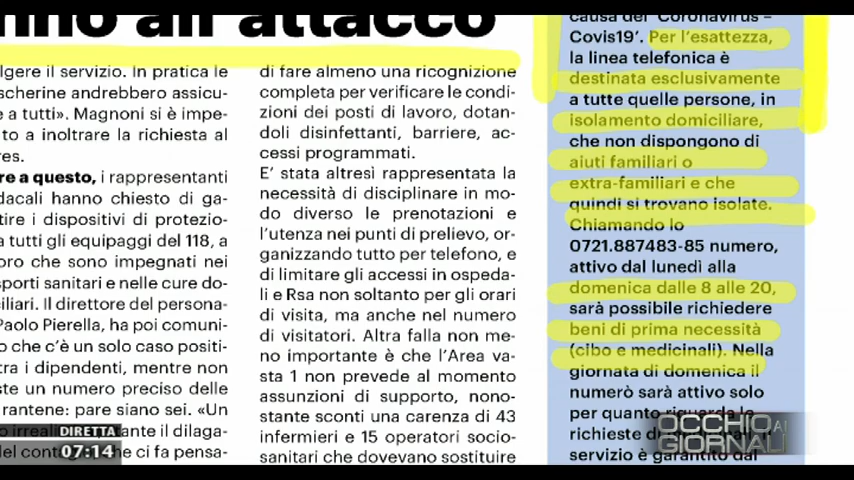 all'attacco
lgere il servizio. In pratica le
scherine andrebbero assicu-
e a tutti». Magnoni si è impe-
to a inoltrare la richiesta al
res.
re a questo, i rappresentanti
dacali hanno chiesto di ga-
tire i dispositivi di protezio-
a tutti gli equipaggi del 118, a
oro che sono impegnati nei
sporti sanitari e nelle cure do-
ciliari. Il direttore del persona-
Paolo Pierella, ha poi comuni-
o che c'è un solo caso positi-
tra i dipendenti, mentre non
ste un numero preciso delle
rantene: pare siano sei. «Un
ante il dilaga-
che ci fa pensa-
di fare almeno una ricognizione
completa per verificare le condi-
zioni dei posti di lavoro, dotan-
doli disinfettanti, barriere, ac-
cessi programmati.
E' stata altresì rappresentata la
necessità di disciplinare in mo-
do diverso le prenotazioni e
l'utenza nei punti di prelievo, or-
ganizzando tutto per telefono, e
di limitare gli accessi in ospeda-
li e Rsa non soltanto per gli orari
di visita, ma anche nel numero
di visitatori. Altra falla non me-
no importante è che l'Area va-
sta 1 non prevede al momento
assunzioni di supporto, nono-
stante sconti una carenza di 43
infermieri e 15 operatori socio-
sanitari che dovevano sostituire
causa del 'Coronavirus –
Covis19'. Per l'esattezza,
la linea telefonica è
destinata esclusivamente
a tutte quelle persone, in
isolamento domiciliare,
che non dispongono di
aiuti familiari o
extra-familiari e che
quindi si trovano isolate.
Chiamando lo
0721.887483-85 numero,
attivo dal lunedì alla
domenica dalle 8 alle 20,
sarà possibile richiedere
beni di prima necessità
(cibo e medicinali). Nella
giornata di domenica il
numerò sarà attivo solo
per quanto riguarda le
richieste
servizio è garantito dal
DIRETTA
07:14
OCCHIO AI
GIORNALI